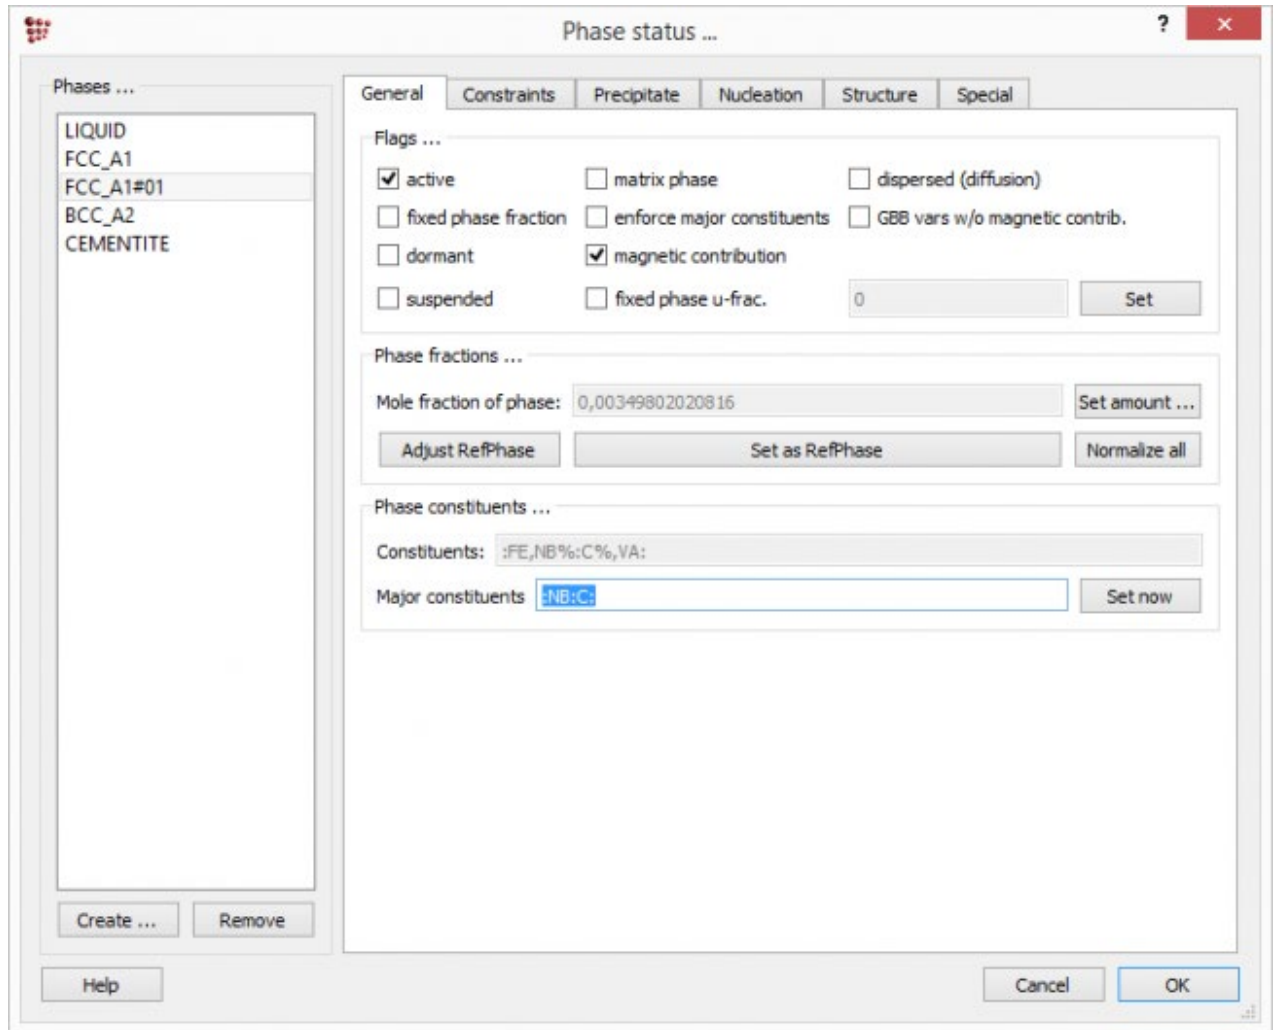 Phase status ...
?
Phases ...
LIQUID
FCC_A1
FCC_A1#01
BCC_A2
CEMENTITE
Create ... Remove
General Constraints Precipitate Nucleation Structure Special
Flags ...
active matrix phase dispersed (diffusion)
fixed phase fraction enforce major constituents GBB vars w/o magnetic contrib.
dormant magnetic contribution
suspended fixed phase u-frac. 0 Set
Phase fractions ...
Mole fraction of phase: 0,00349802020816 Set amount ...
Adjust RefPhase Set as RefPhase Normalize all
Phase constituents ...
Constituents: :FE,NB%:C%,VA:
Major constituents :NB:C: Set now
Help Cancel OK